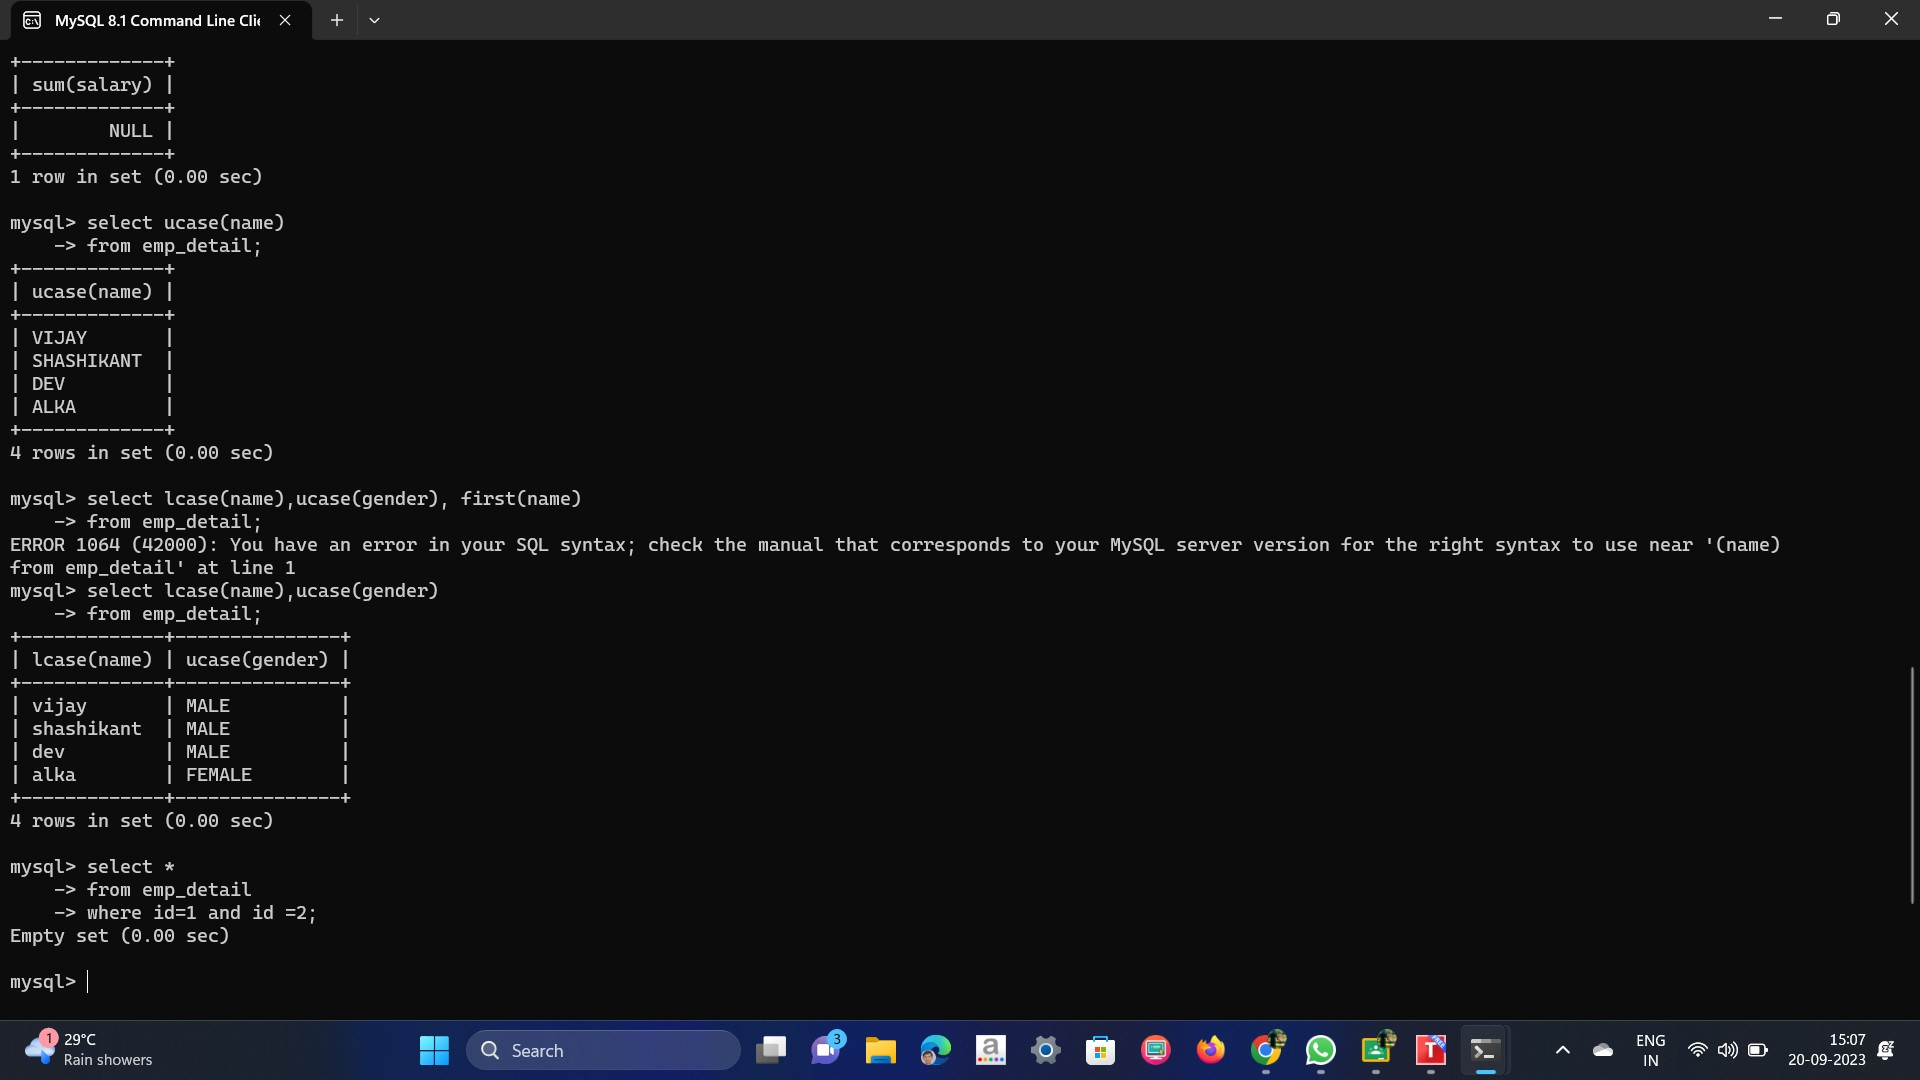 MySQL 8.1 Command Line Clie
+-------------+
| sum(salary) |
+-------------+
|        NULL |
+-------------+
1 row in set (0.00 sec)
mysql> select ucase(name)
    -> from emp_detail;
+-------------+
| ucase(name) |
+-------------+
| VIJAY       |
| SHASHIKANT  |
| DEV         |
| ALKA        |
+-------------+
4 rows in set (0.00 sec)
mysql> select lcase(name),ucase(gender), first(name)
    -> from emp_detail;
ERROR 1064 (42000): You have an error in your SQL syntax; check the manual that corresponds to your MySQL server version for the right syntax to use near '(name)
from emp_detail' at line 1
mysql> select lcase(name),ucase(gender)
    -> from emp_detail;
+-------------+---------------+
| lcase(name) | ucase(gender) |
+-------------+---------------+
| vijay       | MALE          |
| shashikant  | MALE          |
| dev         | MALE          |
| alka        | FEMALE        |
+-------------+---------------+
4 rows in set (0.00 sec)
mysql> select *
    -> from emp_detail
    -> where id=1 and id =2;
Empty set (0.00 sec)
mysql>
1
29°C
Rain showers
Search
3
a
T
ENG
IN
15:07
20-09-2023